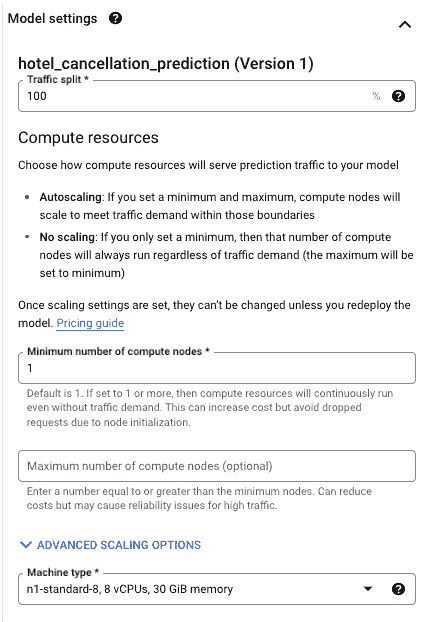 Model settings
hotel_cancellation_prediction (Version 1)
Traffic split *
100 %
Compute resources
Choose how compute resources will serve prediction traffic to your model
• Autoscaling: If you set a minimum and maximum, compute nodes will
scale to meet traffic demand within those boundaries
• No scaling: If you only set a minimum, then that number of compute
nodes will always run regardless of traffic demand (the maximum will be
set to minimum)
Once scaling settings are set, they can't be changed unless you redeploy the
model. Pricing guide
Minimum number of compute nodes *
1
Default is 1. If set to 1 or more, then compute resources will continuously run
even without traffic demand. This can increase cost but avoid dropped
requests due to node initialization.
Maximum number of compute nodes (optional)
Enter a number equal to or greater than the minimum nodes. Can reduce
costs but may cause reliability issues for high traffic.
ADVANCED SCALING OPTIONS
Machine type *
n1-standard-8, 8 vCPUs, 30 GiB memory